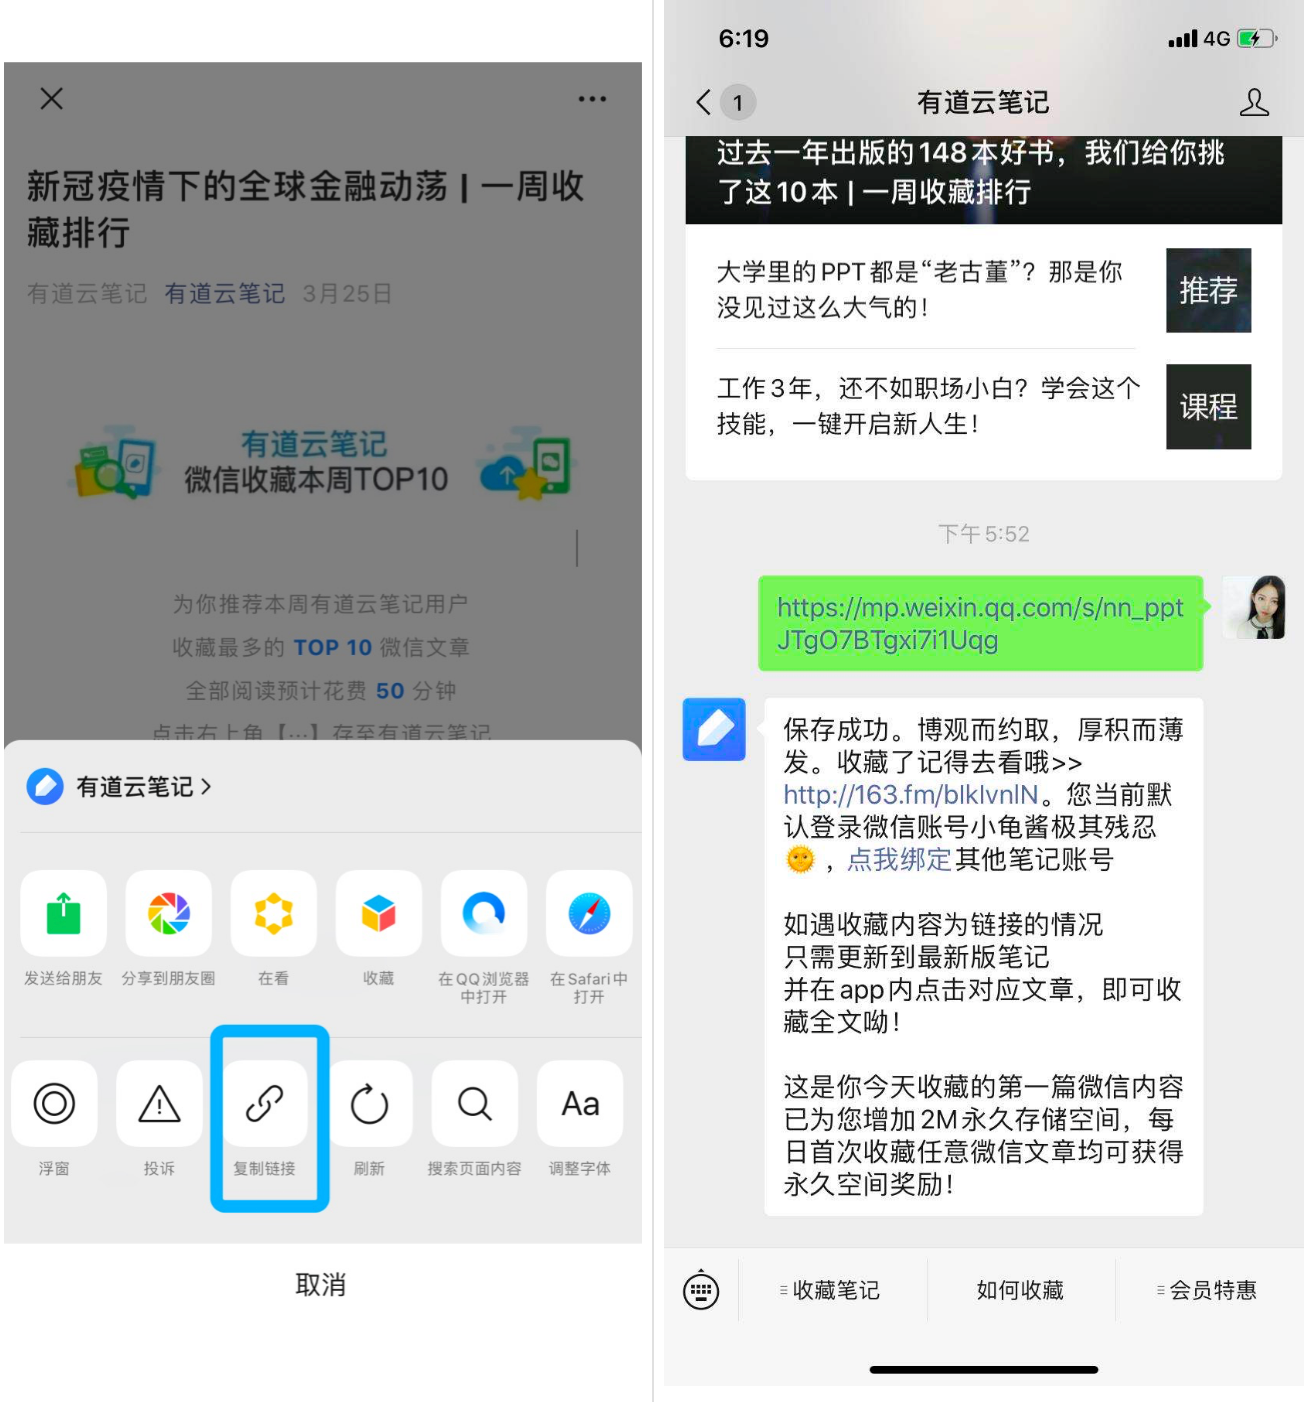 新冠疫情下的全球金融动荡 | 一周收
藏排行
有道云笔记 有道云笔记 3月25日
有道云笔记
微信收藏本周TOP10
为你推荐本周有道云笔记用户
收藏最多的 TOP 10 微信文章
全部阅读预计花费 50 分钟
点击右上角【…】存至有道云笔记
有道云笔记 >
发送给朋友
分享到朋友圈
在看
收藏
在QQ浏览器
中打开
在Safari中
打开
浮窗
投诉
复制链接
刷新
搜索页面内容
Aa
调整字体
取消
6:19
4G
1
有道云笔记
过去一年出版的148本好书，我们给你挑
了这10本 | 一周收藏排行
大学里的PPT都是“老古董”？那是你
没见过这么大气的！
推荐
工作3年，还不如职场小白？学会这个
技能，一键开启新人生！
课程
下午5:52
https://mp.weixin.qq.com/s/nn_ppt
JTgO7BTgxi7i1Uqg
保存成功。博观而约取，厚积而薄
发。收藏了记得去看哦>>
http://163.fm/blklvnlN。您当前默
认登录微信账号小龟酱极其残忍
🌞，点我绑定其他笔记账号
如遇收藏内容为链接的情况
只需更新到最新版笔记
并在app内点击对应文章，即可收
藏全文呦！
这是你今天收藏的第一篇微信内容
已为您增加2M永久存储空间，每
日首次收藏任意微信文章均可获得
永久空间奖励！
收藏笔记
如何收藏
会员特惠